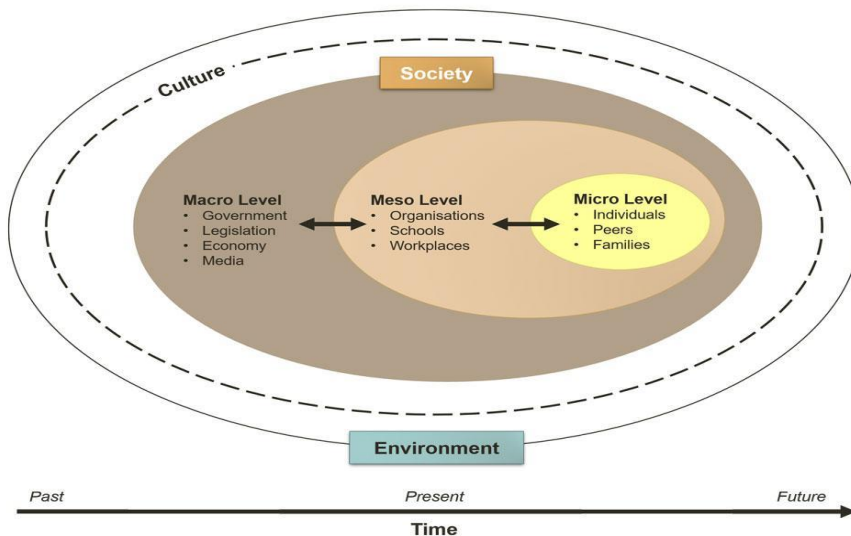 Culture
Society
Macro Level
• Government
• Legislation
• Economy
• Media
Meso Level
• Organisations
• Schools
• Workplaces
Micro Level
• Individuals
• Peers
• Families
Environment
Past
Present
Future
Time